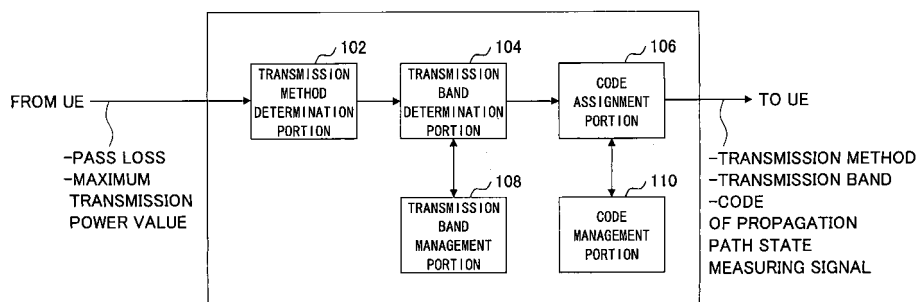 102
104
106
FROM UE
TRANSMISSION
METHOD
DETERMINATION
PORTION
TRANSMISSION
BAND
DETERMINATION
PORTION
CODE
ASSIGNMENT
PORTION
TO UE
-PASS LOSS
-MAXIMUM
TRANSMISSION
POWER VALUE
108
110
TRANSMISSION
BAND
MANAGEMENT
PORTION
CODE
MANAGEMENT
PORTION
-TRANSMISSION METHOD
-TRANSMISSION BAND
-CODE
OF PROPAGATION
PATH STATE
MEASURING SIGNAL